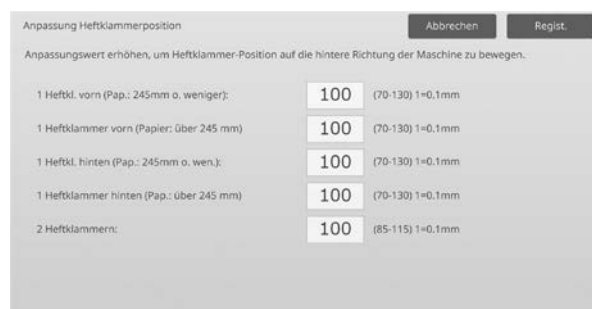 Anpassung Heftklammerposition Abbrechen Regist.
Anpassungswert erhöhen, um Heftklammer-Position auf die hintere Richtung der Maschine zu bewegen.
1 Heftkl. vorn (Pap.: 245mm o. weniger): 100 (70-130) 1=0.1mm
1 Heftklammer vorn (Papier: über 245 mm) 100 (70-130) 1=0.1mm
1 Heftkl. hinten (Pap.: 245mm o. wen.): 100 (70-130) 1=0.1mm
1 Heftklammer hinten (Pap.: über 245 mm) 100 (70-130) 1=0.1mm
2 Heftklammern: 100 (85-115) 1=0.1mm